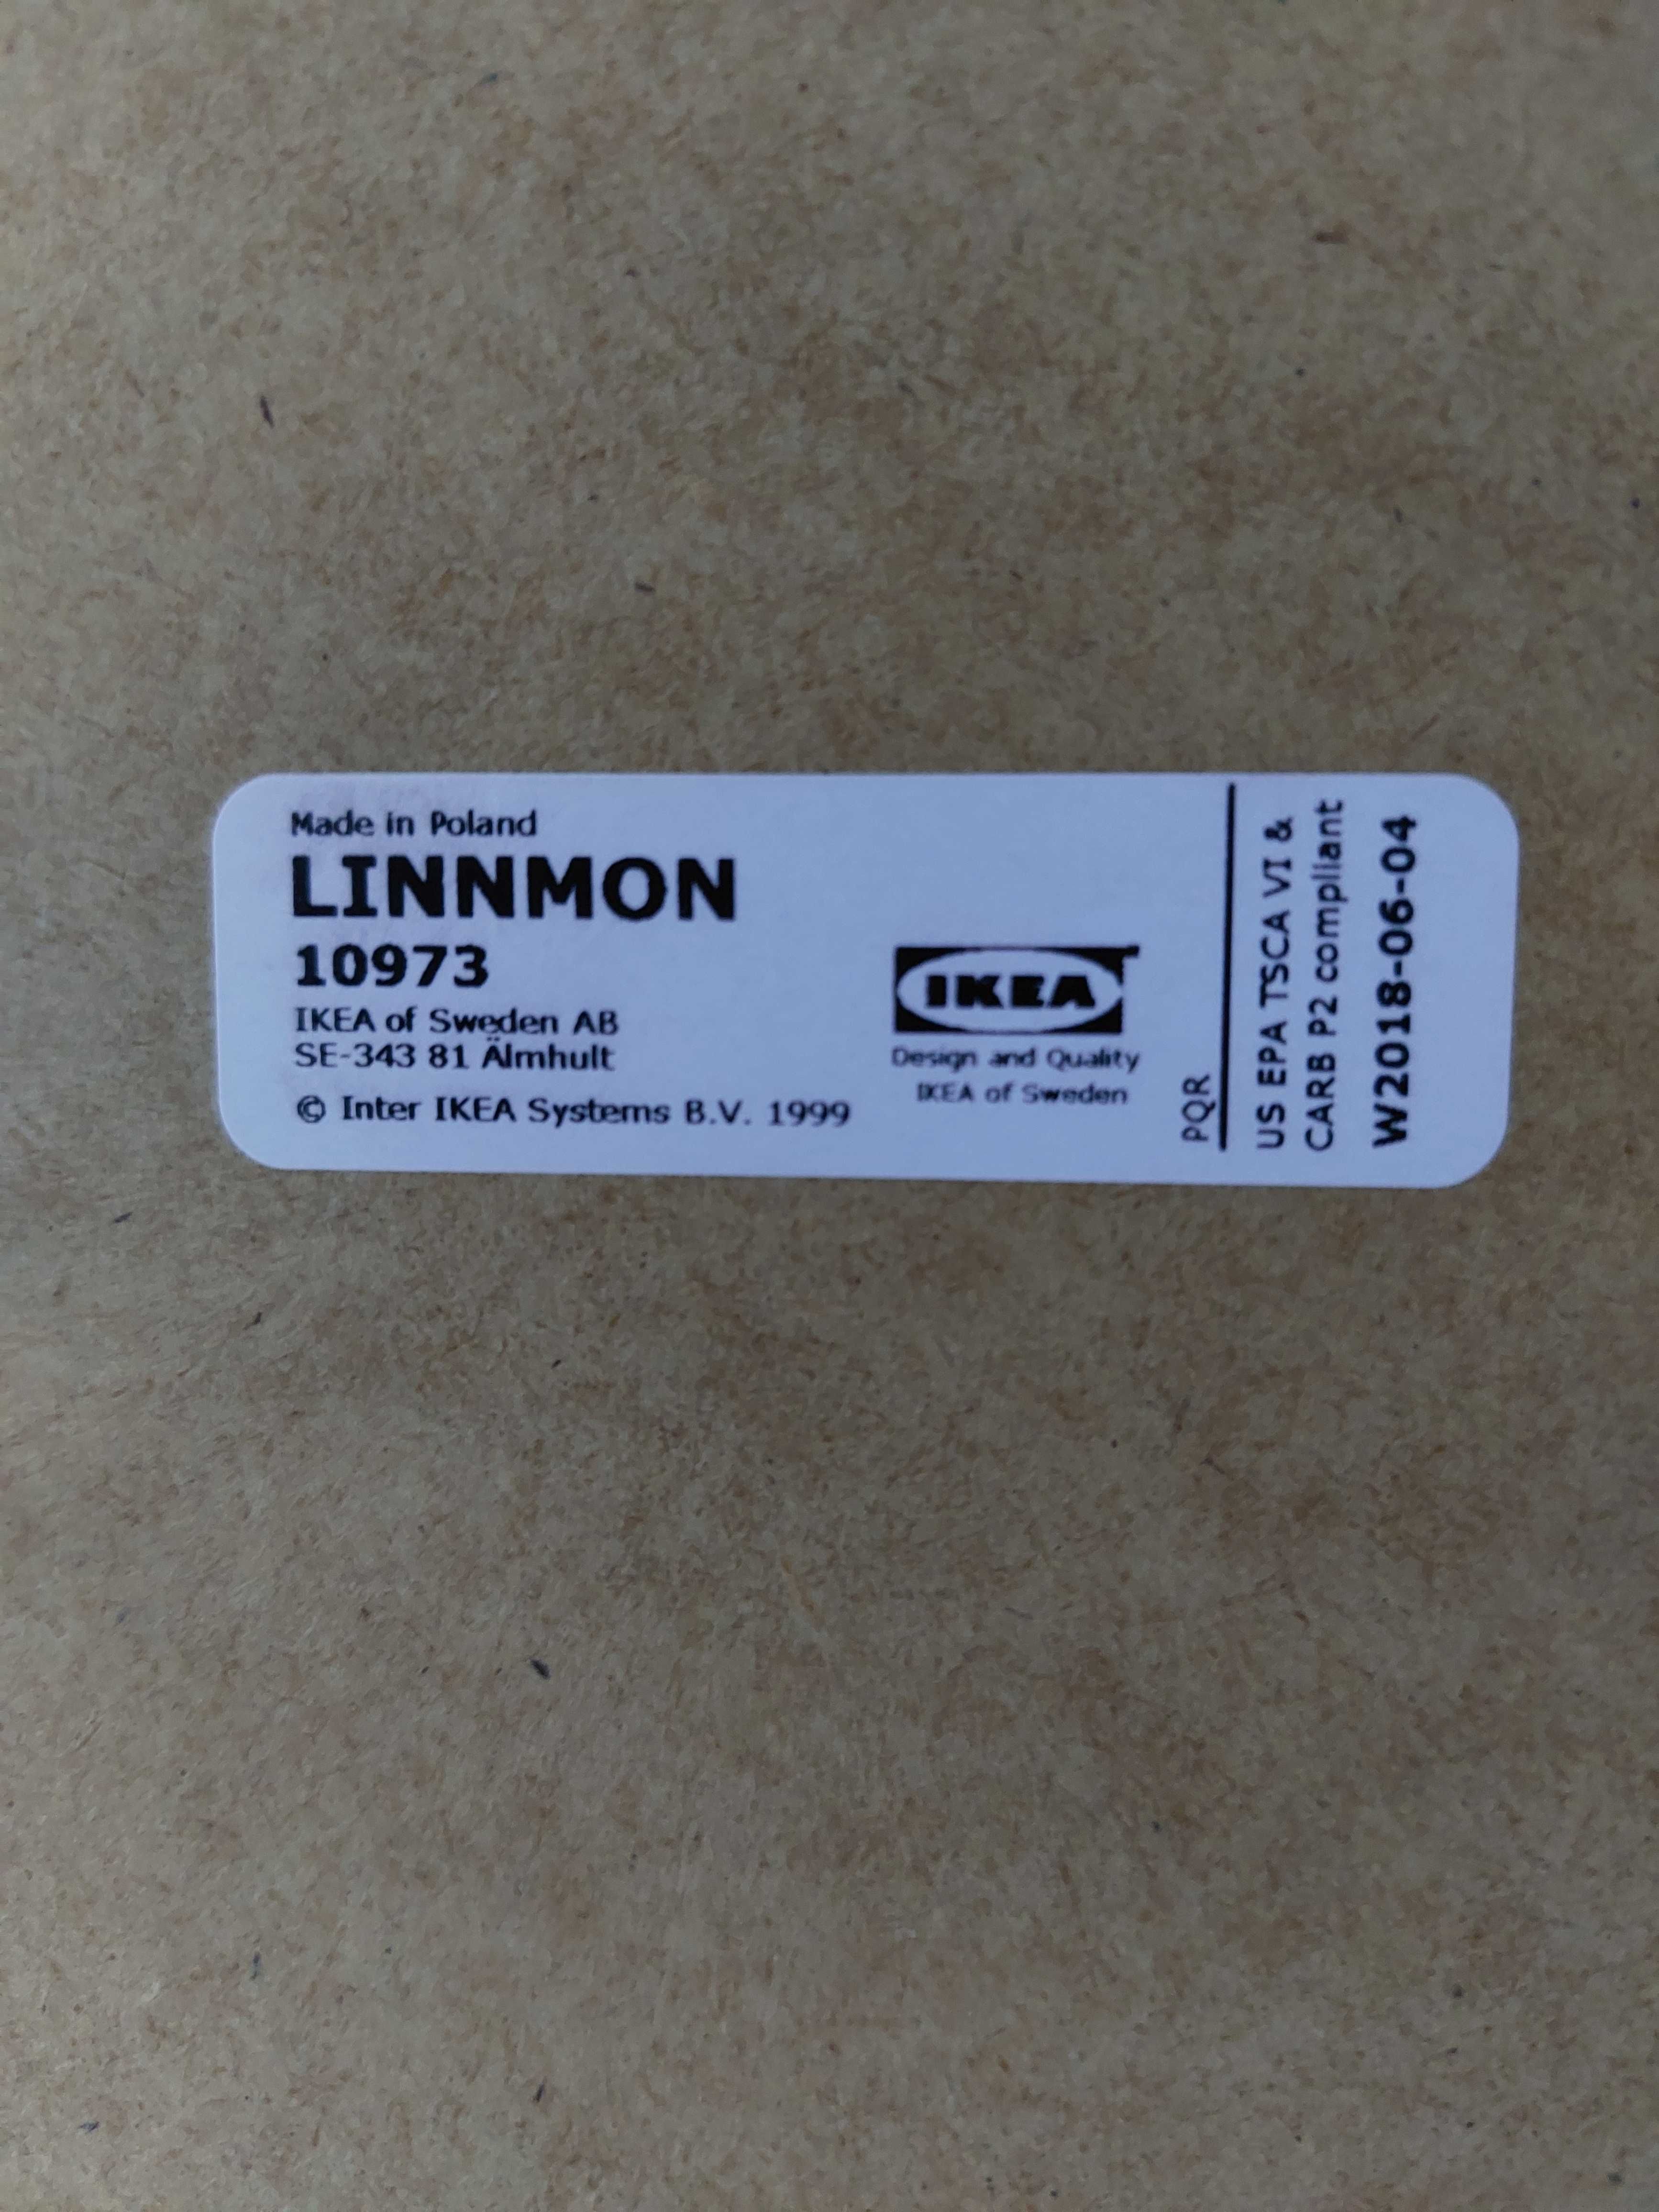 Made in Poland
LINNMON
10973
IKEA of Sweden AB
SE-343 81 Älmhult
© Inter IKEA Systems B.V. 1999
IKEA
Design and Quality
IKEA of Sweden
PQR
US EPA TSCA VI &
CARB P2 compliant
W2018-06-04